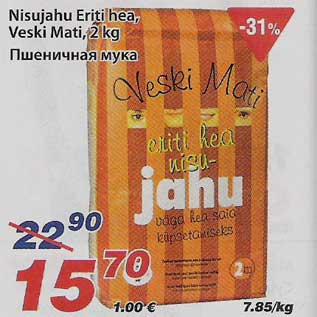 Nisujahu Eriti hea,
Veski Mati, 2 kg
Пшеничная мука
-31%
Veski Mati
eriti hea
nisu-
jahu
väga hea saia
küpsetamiseks
2 kg
22 90
15 70
1.00 €
7.85/kg